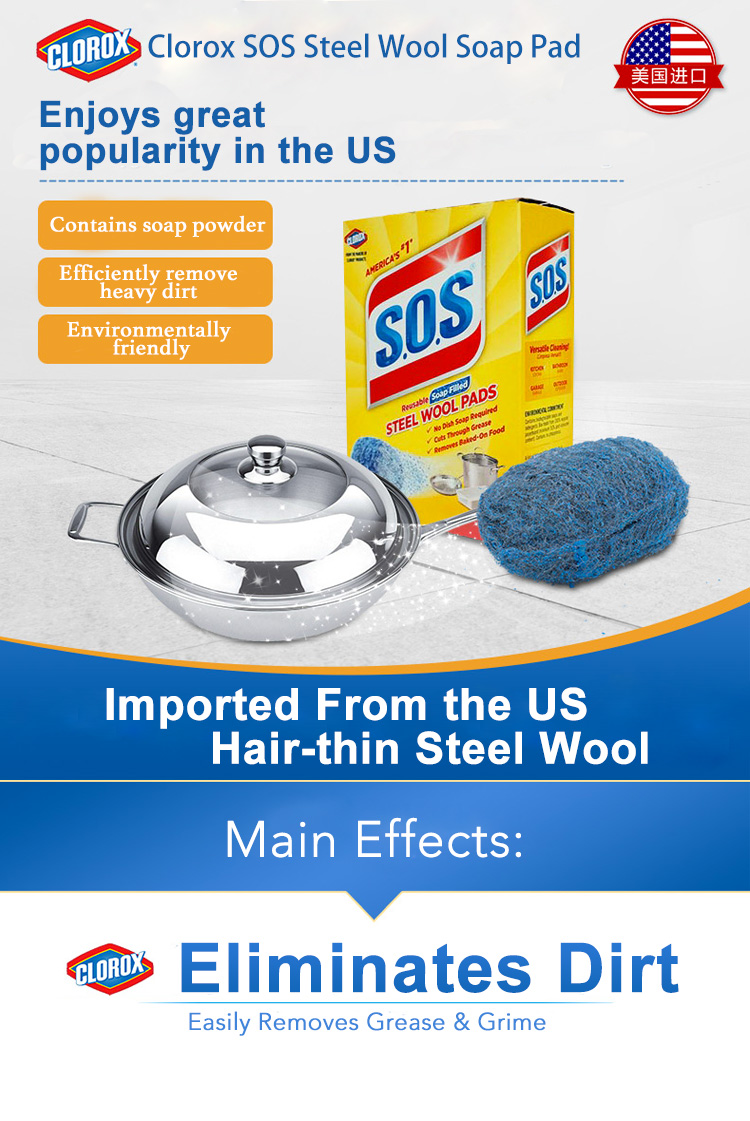 CLOROX
Clorox SOS Steel Wool Soap Pad
美国进口
Enjoys great
popularity in the US
Contains soap powder
Efficiently remove
heavy dirt
Environmentally
friendly
CLOROX
AMERICA'S #1*
S.O.S
Reusable Soap Filled
STEEL WOOL PADS
✓ No Dish Soap Required
✓ Cuts Through Grease
✓ Removes Baked-On Food
S.O.S
Versatile Cleaning!
KITCHEN
BATHROOM
GARAGE
OUTDOOR
ENVIRONMENTAL COMMITMENT
Imported From the US
Hair-thin Steel Wool
Main Effects:
CLOROX
Eliminates Dirt
Easily Removes Grease & Grime